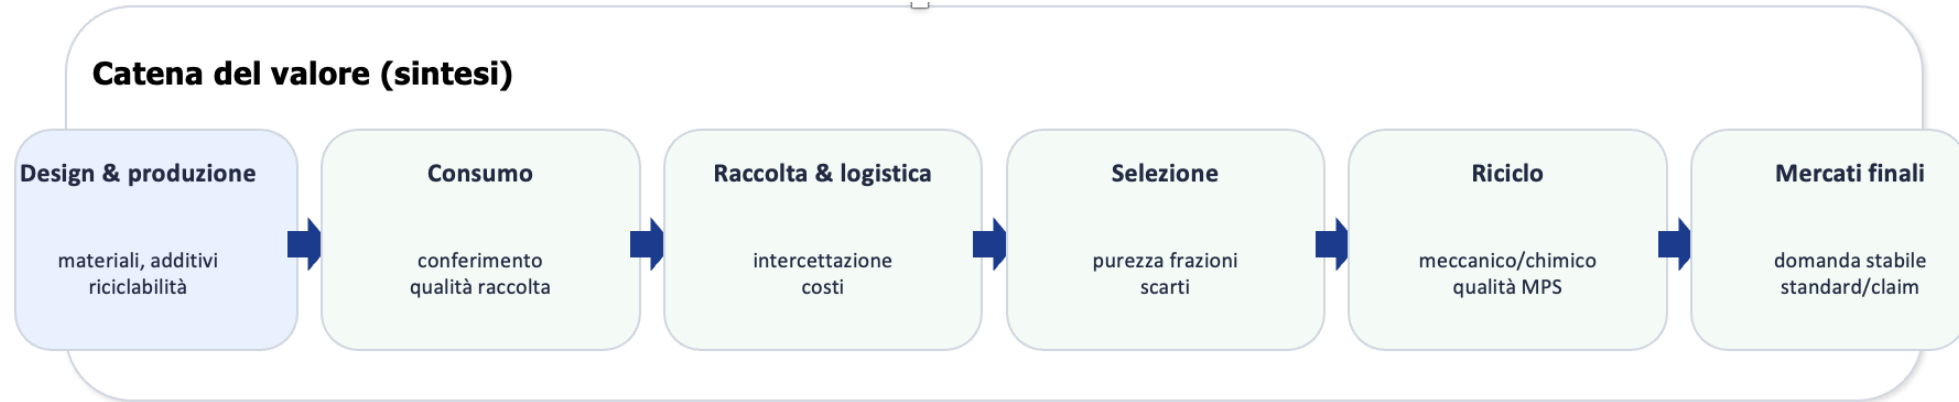 Catena del valore (sintesi)
Design & produzione
materiali, additivi
riciclabilità
Consumo
conferimento
qualità raccolta
Raccolta & logistica
intercettazione
costi
Selezione
purezza frazioni
scarti
Riciclo
meccanico/chimico
qualità MPS
Mercati finali
domanda stabile
standard/claim